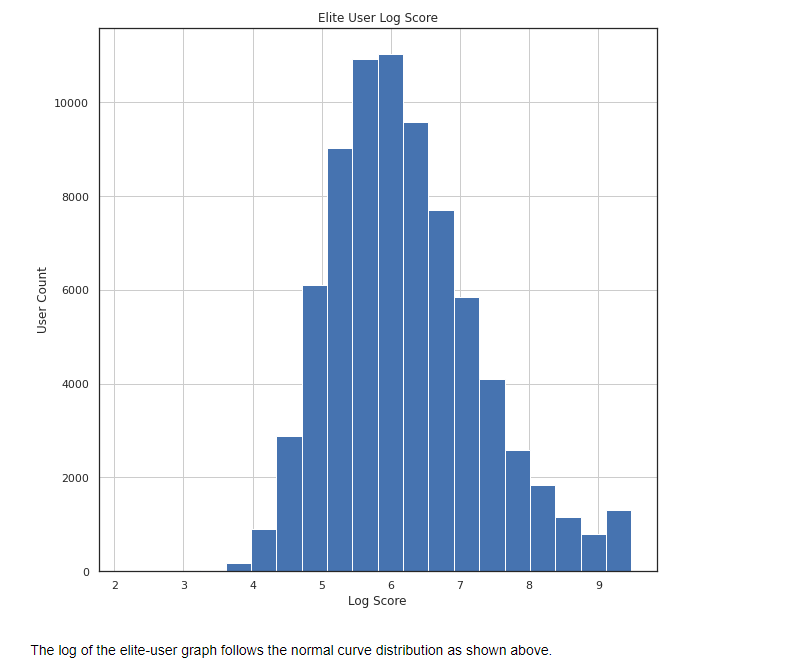 Elite User Log Score
10000
8000
6000
4000
2000
0
User Count
2 3 4 5 6 7 8 9
Log Score
The log of the elite-user graph follows the normal curve distribution as shown above.